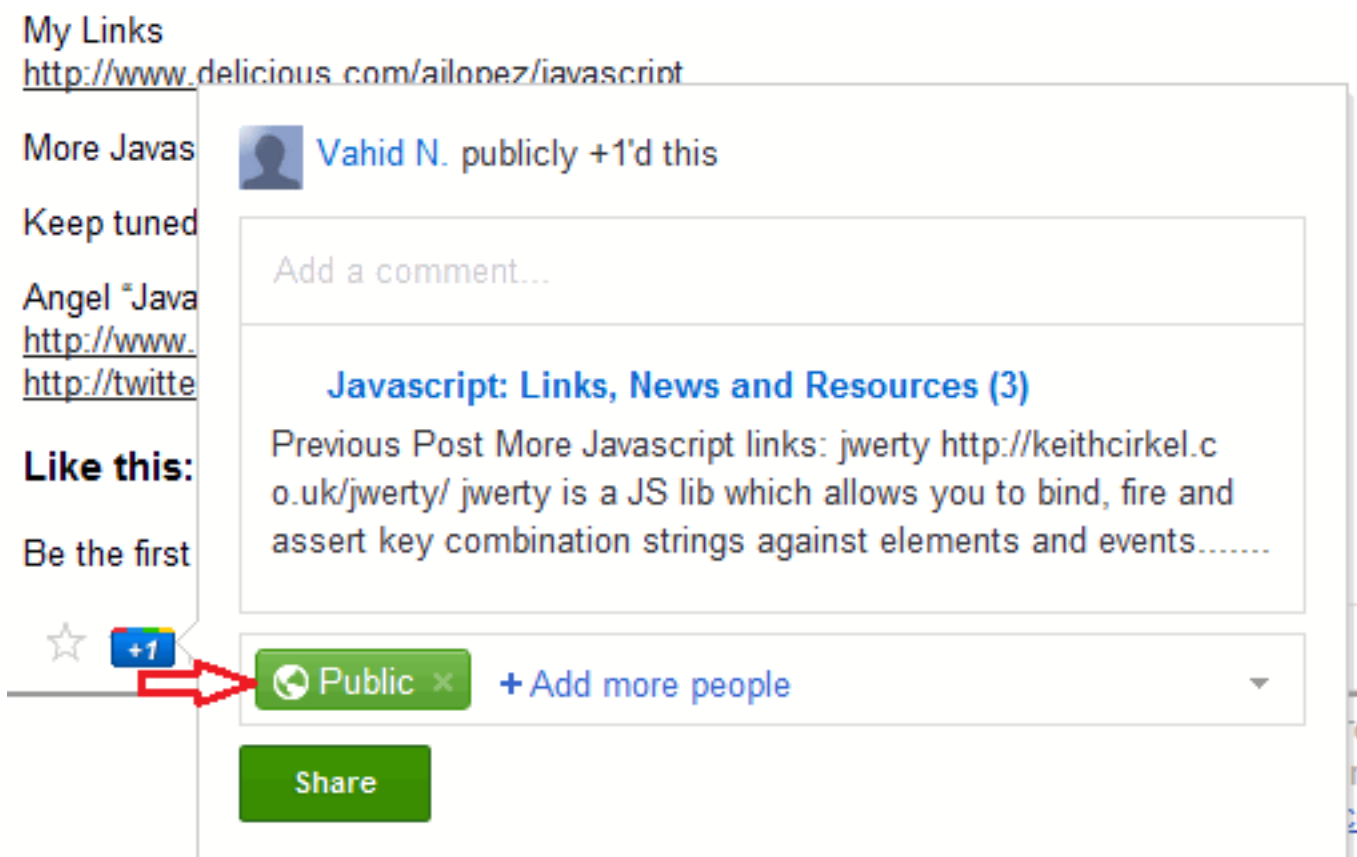 My Links
http://www.delicious.com/ajlopez/javascript
More Javas
Vahid N. publicly +1'd this
Keep tuned
Add a comment...
Angel “Java
http://www.
http://twitte
Javascript: Links, News and Resources (3)
Previous Post More Javascript links: jwerty http://keithcirkel.c
o.uk/jwerty/ jwerty is a JS lib which allows you to bind, fire and
assert key combination strings against elements and events.......
Like this:
Be the first
+1
Public × + Add more people
Share